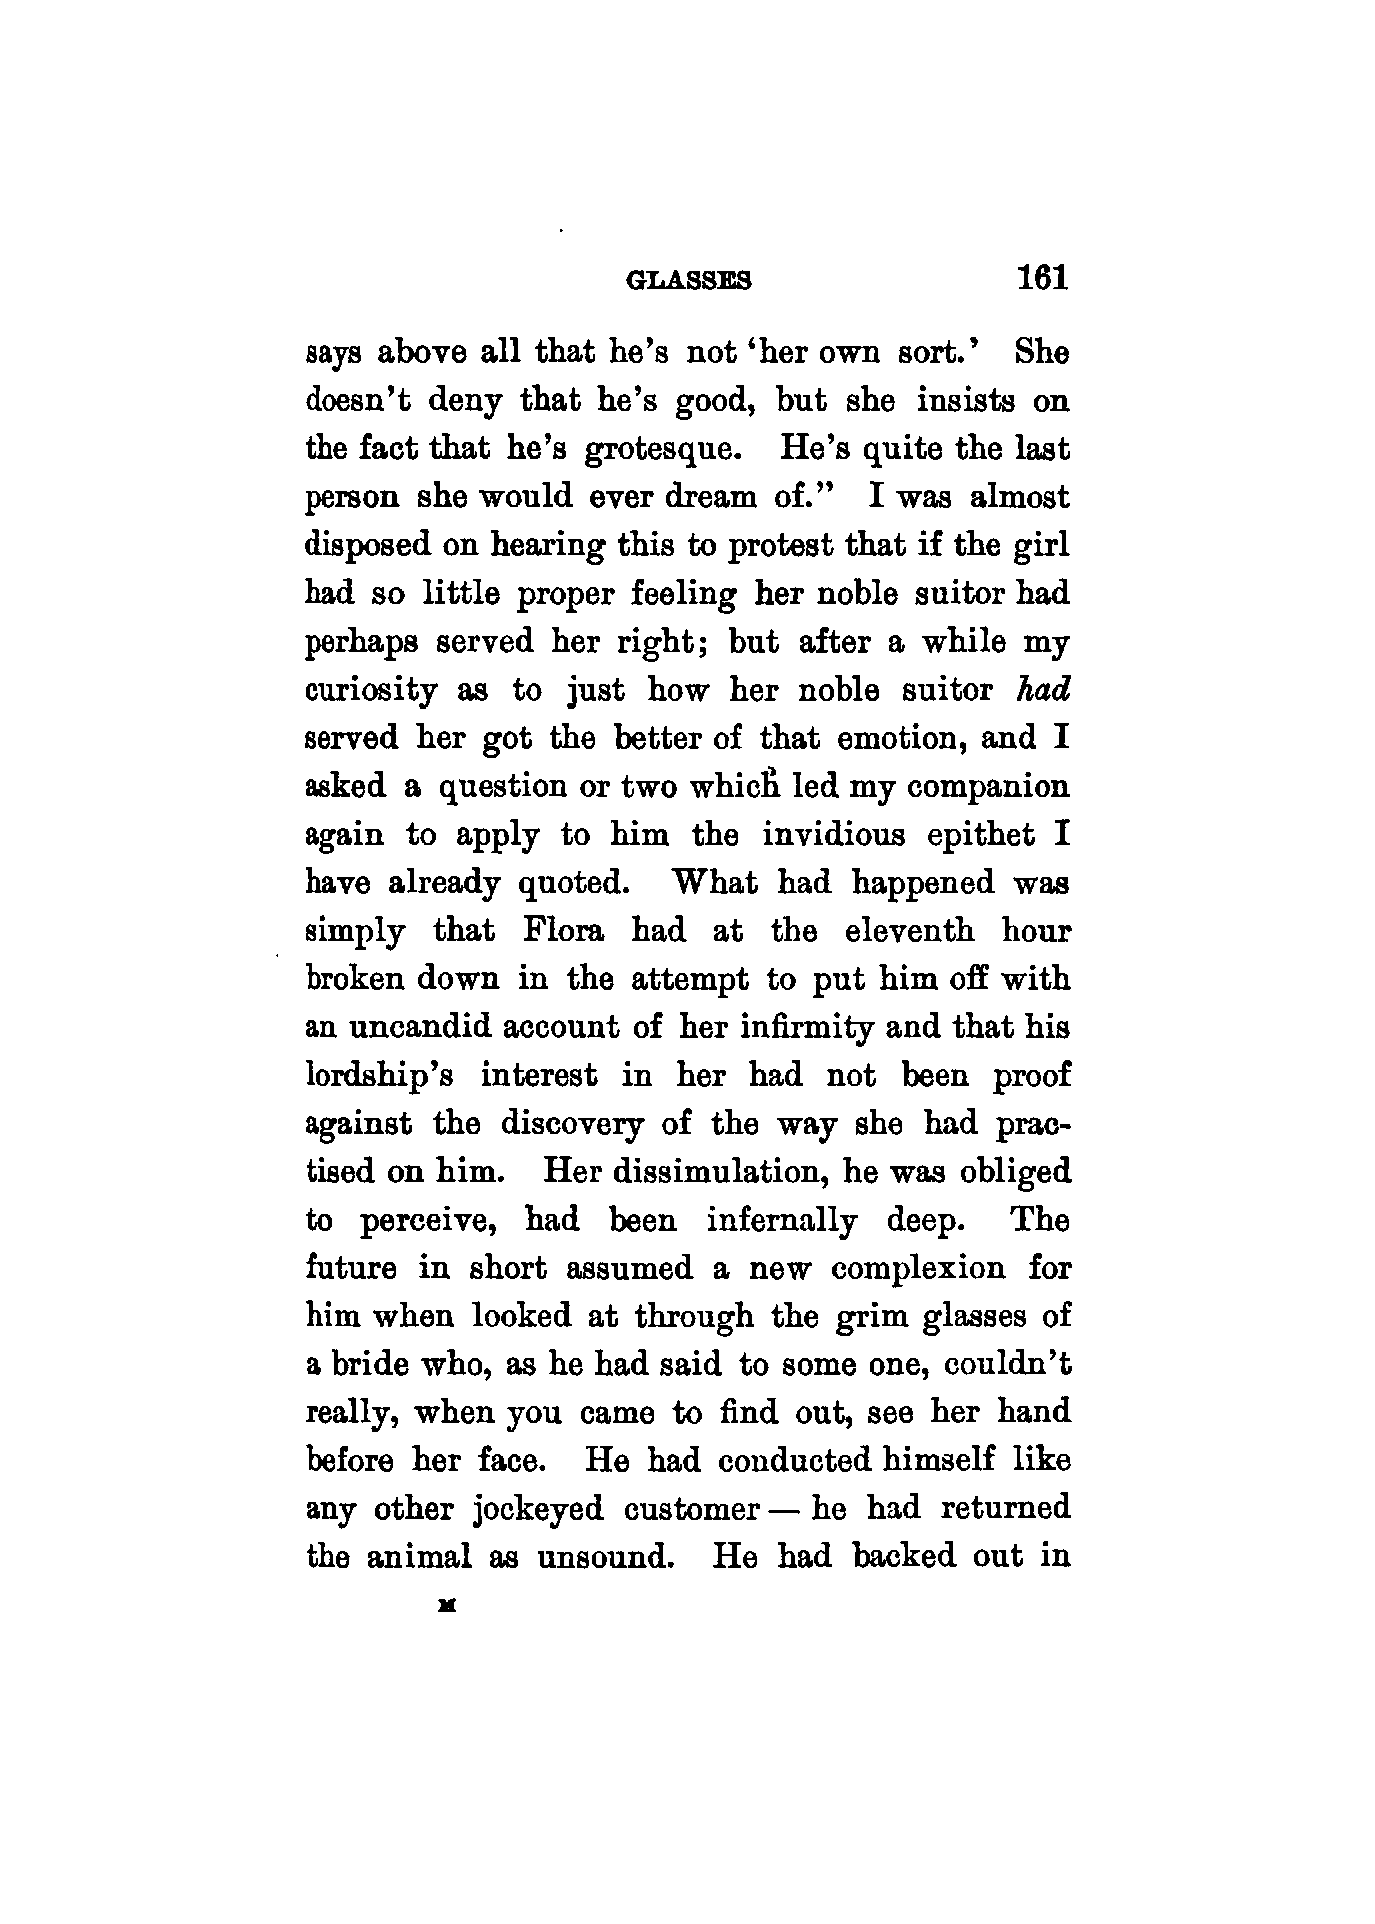 GLASSES 161
says above all that he's not 'her own sort.' She
doesn't deny that he's good, but she insists on
the fact that he's grotesque. He's quite the last
person she would ever dream of." I was almost
disposed on hearing this to protest that if the girl
had so little proper feeling her noble suitor had
perhaps served her right; but after a while my
curiosity as to just how her noble suitor had
served her got the better of that emotion, and I
asked a question or two which led my companion
again to apply to him the invidious epithet I
have already quoted. What had happened was
simply that Flora had at the eleventh hour
broken down in the attempt to put him off with
an uncandid account of her infirmity and that his
lordship's interest in her had not been proof
against the discovery of the way she had prac-
tised on him. Her dissimulation, he was obliged
to perceive, had been infernally deep. The
future in short assumed a new complexion for
him when looked at through the grim glasses of
a bride who, as he had said to some one, couldn't
really, when you came to find out, see her hand
before her face. He had conducted himself like
any other jockeyed customer — he had returned
the animal as unsound. He had backed out in
M